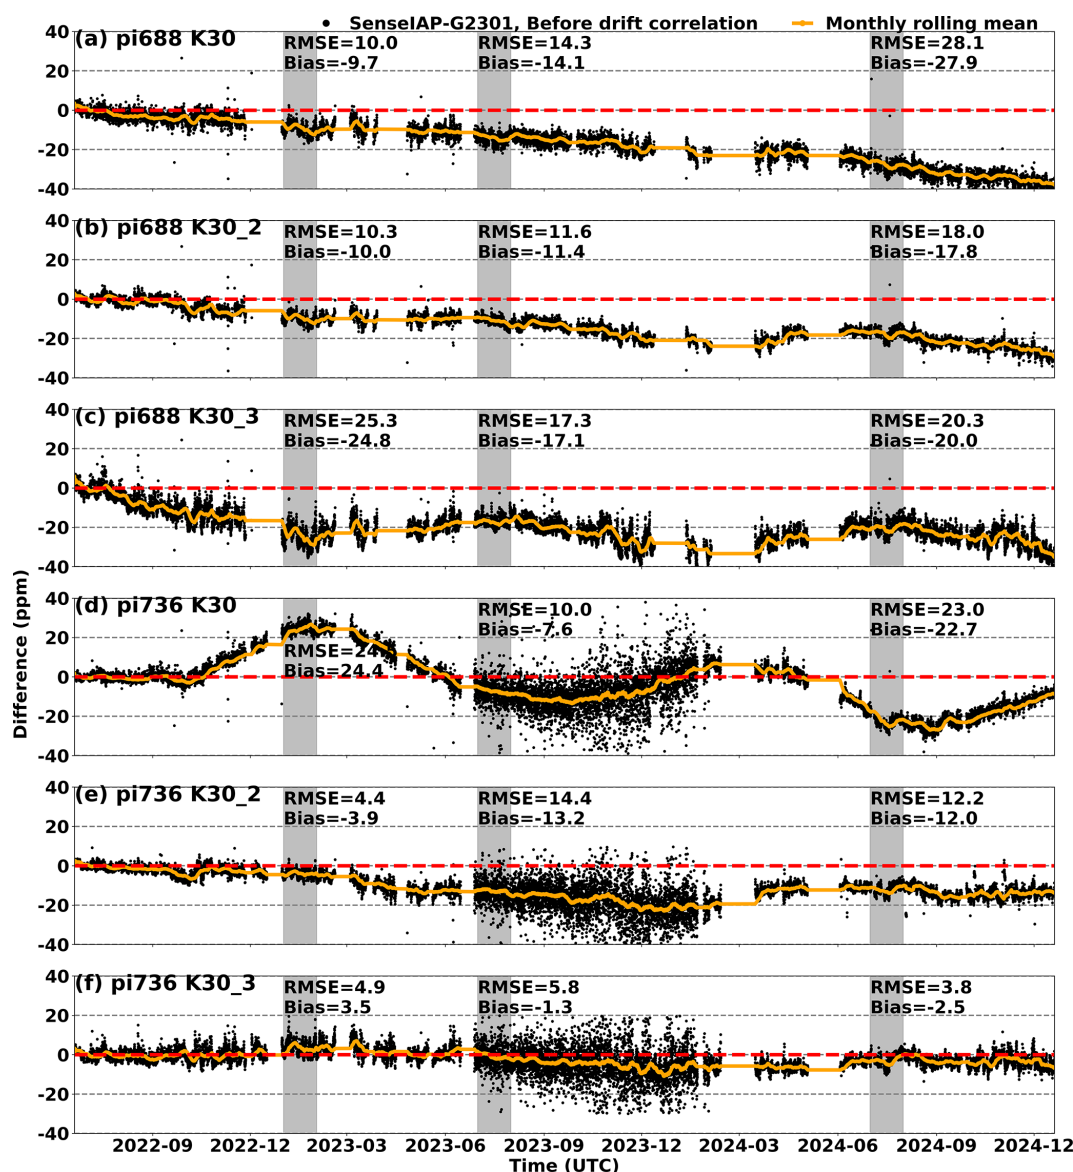 SenseIAP-G2301, Before drift correlation Monthly rolling mean
(a) pi688 K30
RMSE=10.0
Bias=-9.7
RMSE=14.3
Bias=-14.1
RMSE=28.1
Bias=-27.9
40
20
0
-20
-40
(b) pi688 K30_2
RMSE=10.3
Bias=-10.0
RMSE=11.6
Bias=-11.4
RMSE=18.0
Bias=-17.8
40
20
0
-20
-40
(c) pi688 K30_3
RMSE=25.3
Bias=-24.8
RMSE=17.3
Bias=-17.1
RMSE=20.3
Bias=-20.0
40
20
0
-20
-40
Difference (ppm)
(d) pi736 K30
RMSE=24
Bias=24.4
RMSE=10.0
Bias=-7.6
RMSE=23.0
Bias=-22.7
40
20
0
-20
-40
(e) pi736 K30_2
RMSE=4.4
Bias=-3.9
RMSE=14.4
Bias=-13.2
RMSE=12.2
Bias=-12.0
40
20
0
-20
-40
(f) pi736 K30_3
RMSE=4.9
Bias=3.5
RMSE=5.8
Bias=-1.3
RMSE=3.8
Bias=-2.5
40
20
0
-20
-40
2022-09 2022-12 2023-03 2023-06 2023-09 2023-12 2024-03 2024-06 2024-09 2024-12
Time (UTC)